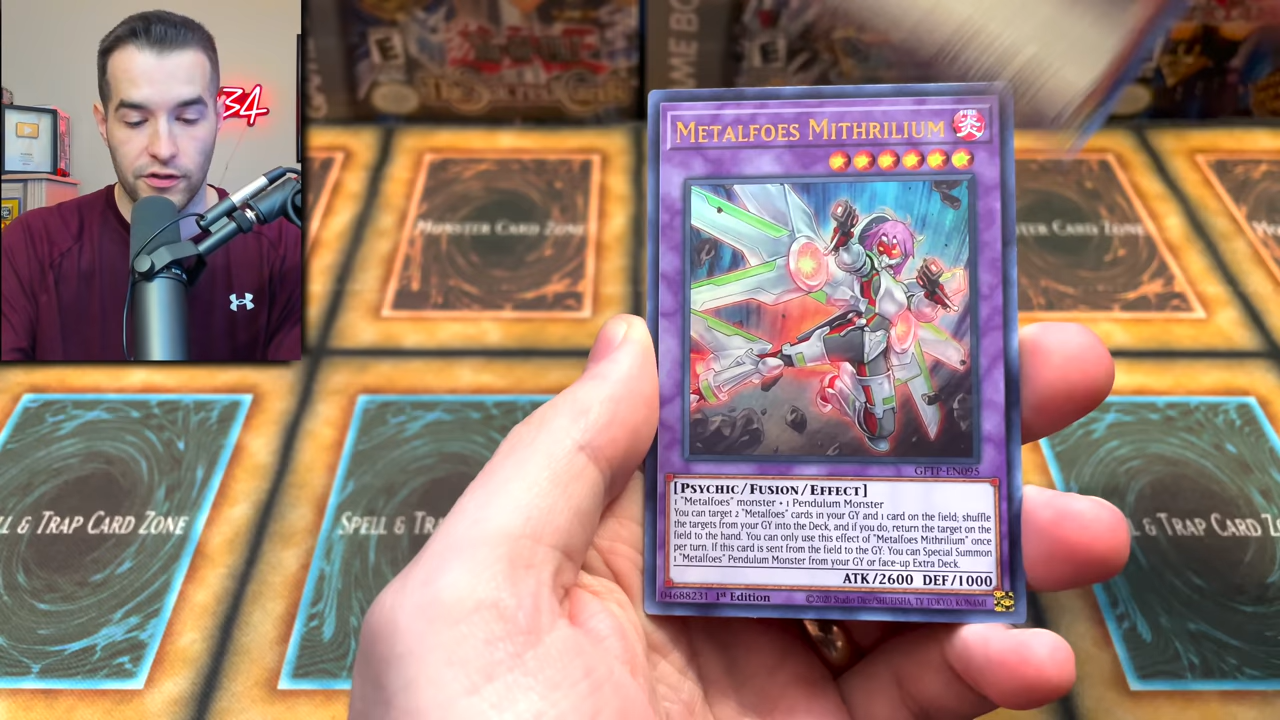 34
GAME BOY
E
METALFOES MITHRILIUM
炎
MONSTER CARD ZONE
CARD ZONE
GFTP-EN095
[PSYCHIC/FUSION/EFFECT]
1 "Metalfoes" monster + 1 Pendulum Monster
You can target 2 "Metalfoes" cards in your GY and 1 card on the field; shuffle
the targets from your GY into the Deck, and if you do, return the target on the
field to the hand. You can only use this effect of "Metalfoes Mithrilium" once
per turn. If this card is sent from the field to the GY: You can Special Summon
1 "Metalfoes" Pendulum Monster from your GY or face-up Extra Deck.
ATK/2600 DEF/1000
04688231 1st Edition ©2020 Studio Dice/SHUEISHA, TV TOKYO, KONAMI
& TRAP CARD ZONE
SPELL & TRA
& TRAP CARD